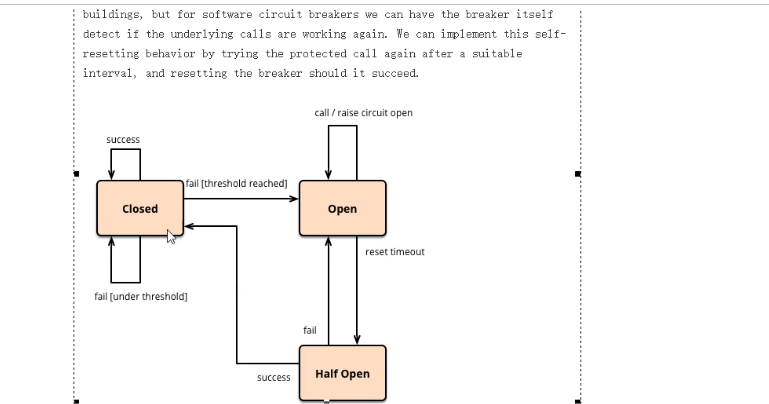 buildings, but for software circuit breakers we can have the breaker itself
detect if the underlying calls are working again. We can implement this self-
resetting behavior by trying the protected call again after a suitable
interval, and resetting the breaker should it succeed.
call / raise circuit open
success
fail [threshold reached]
Closed
Open
reset timeout
fail [under threshold]
fail
Half Open
success